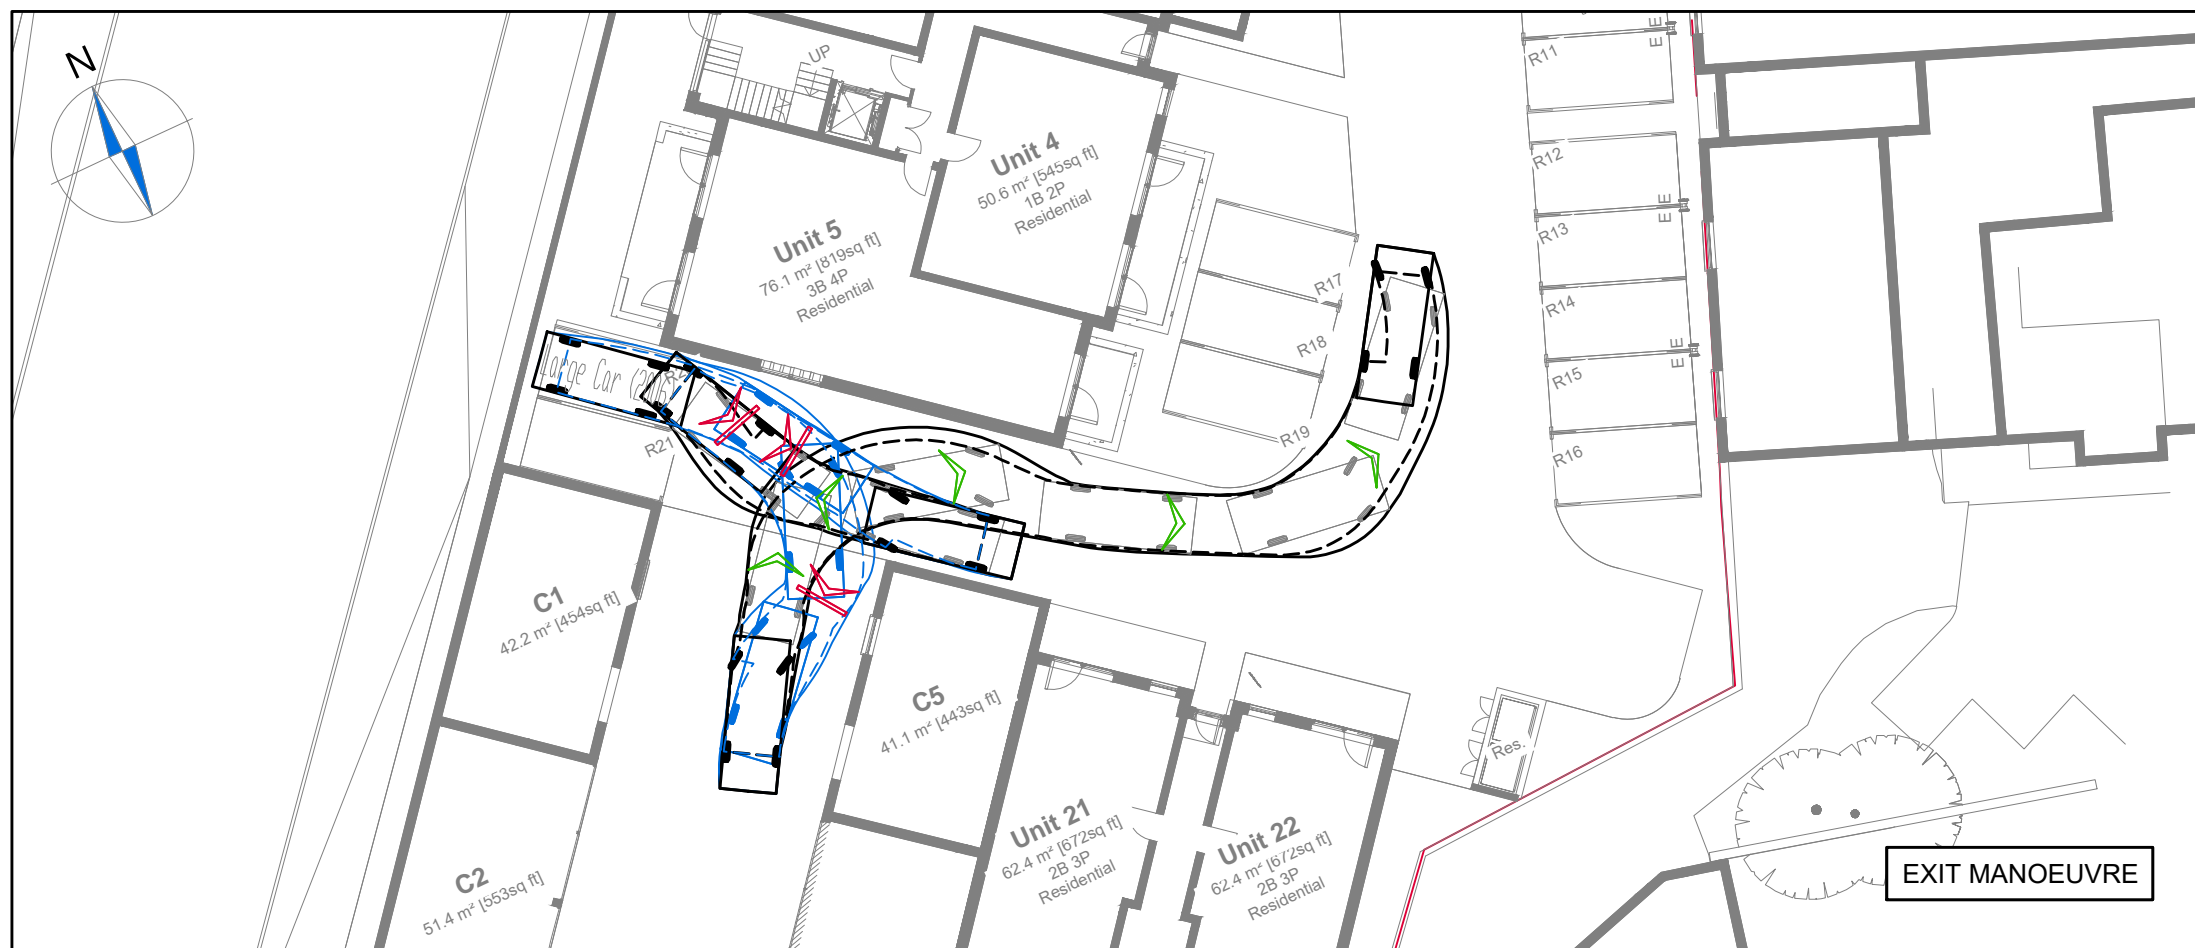 N
UP
R11
E E
R12
E E
R13
R14
E E
R15
R16
Unit 4
50.6 m² [545sq ft]
1B 2P
Residential
Unit 5
76.1 m² [819sq ft]
3B 4P
Residential
R17
R18
R19
Large Car (2006)
R21
C1
42.2 m² [454sq ft]
C2
51.4 m² [553sq ft]
C5
41.1 m² [443sq ft]
Unit 21
62.4 m² [672sq ft]
2B 3P
Residential
Unit 22
62.4 m² [672sq ft]
2B 3P
Residential
Res.
EXIT MANOEUVRE